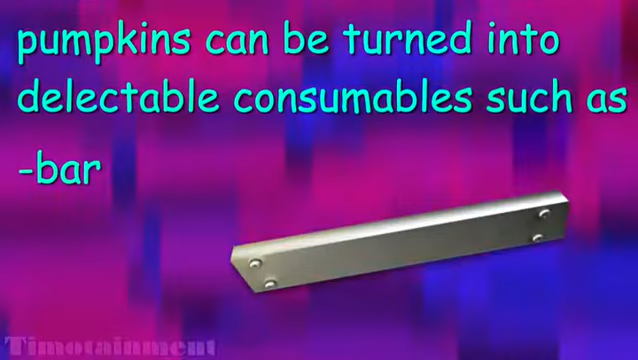 pumpkins can be turned into
delectable consumables such as
-bar
Timotainment